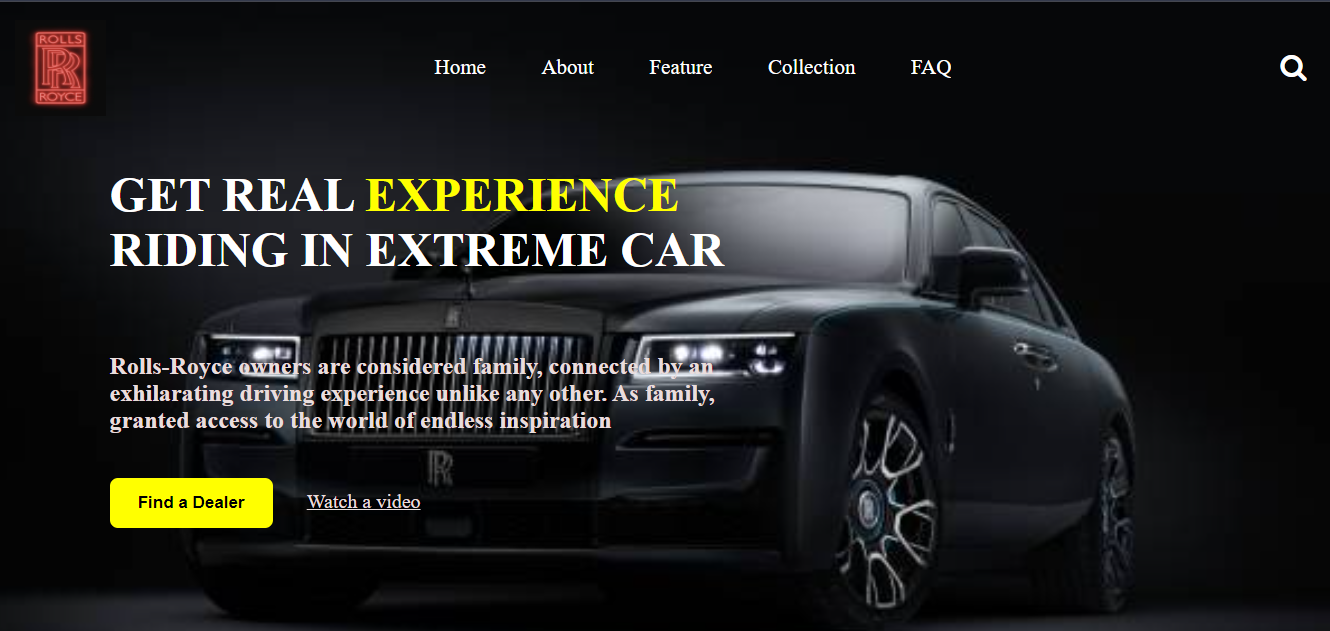 ROLLS
RR
ROYCE
Home About Feature Collection FAQ
GET REAL EXPERIENCE
RIDING IN EXTREME CAR
Rolls-Royce owners are considered family, connected by an
exhilarating driving experience unlike any other. As family,
granted access to the world of endless inspiration
RR
Find a Dealer Watch a video